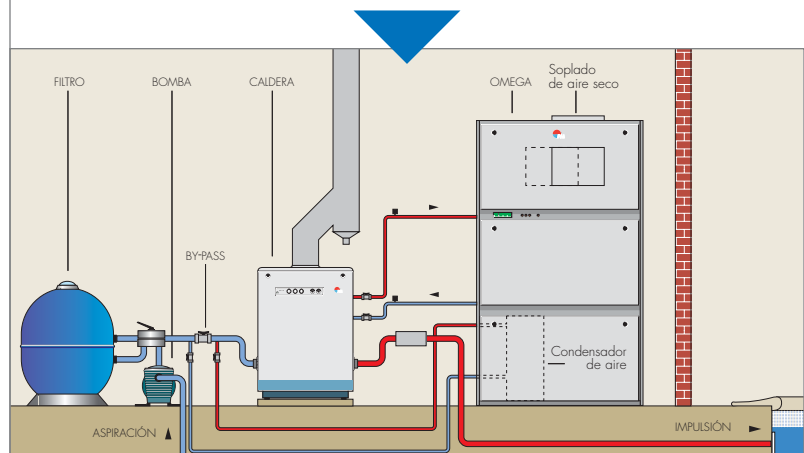 FILTRO
BOMBA
CALDERA
OMEGA
Soplado
de aire seco
BY-PASS
Condensador
de aire
ASPIRACIÓN
IMPULSIÓN